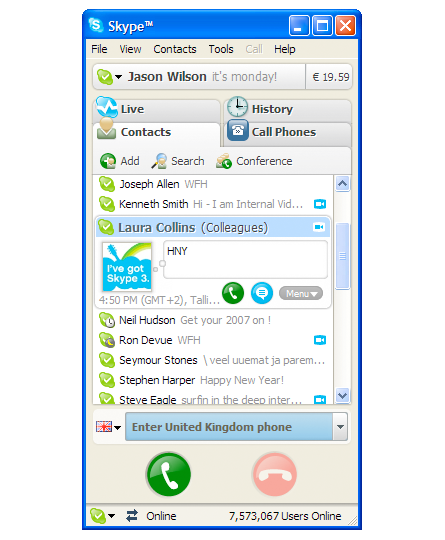 Skype™
File View Contacts Tools Call Help
Jason Wilson it's monday! € 19.59
Live History
Contacts Call Phones
Add Search Conference
Joseph Allen WFH
Kenneth Smith Hi - I am Internal Vid...
Laura Collins (Colleagues)
HNY
I've got
Skype 3.
4:50 PM (GMT+2), Talli...
Menu
Neil Hudson Get your 2007 on !
Ron Devue WFH
Seymour Stones \ veel uuemat ja parem...
Stephen Harper Happy New Year!
Steve Eagle surfin in the deep inter...
Enter United Kingdom phone
Online 7,573,067 Users Online